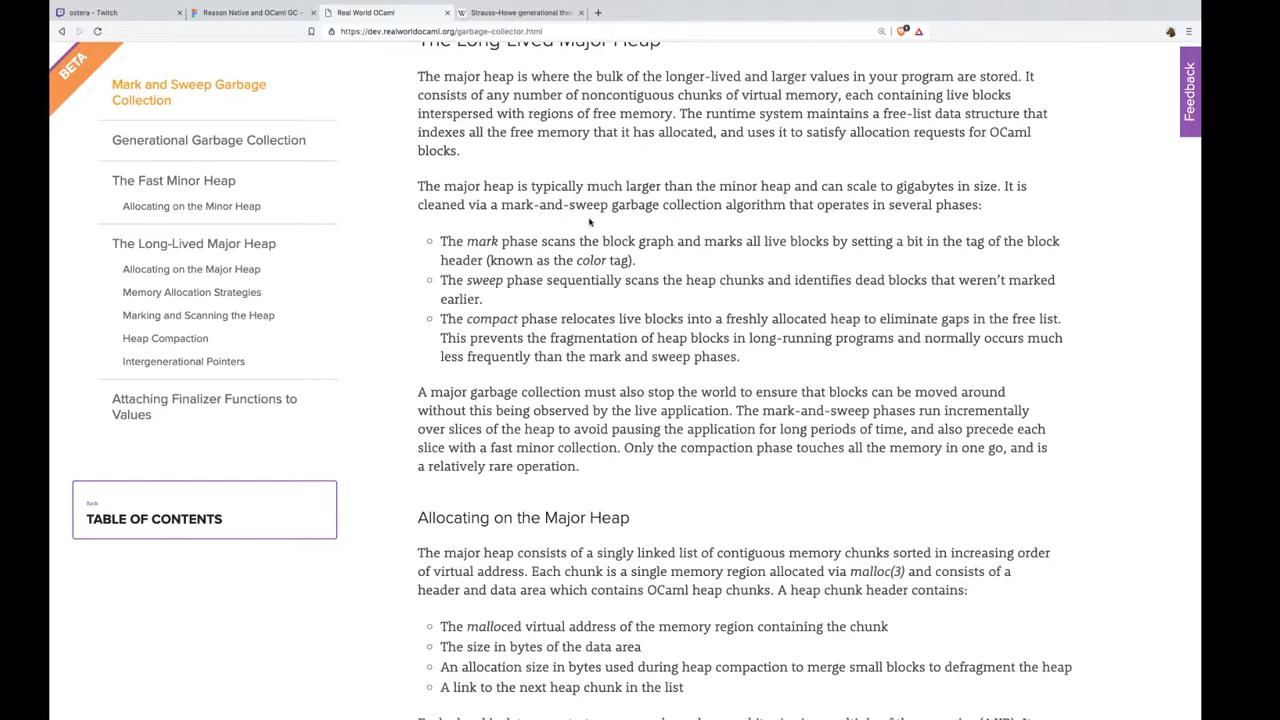 ostera - Twitch
Reason Native and OCaml GC -
Real World OCaml
Strauss–Howe generational the
https://dev.realworldocaml.org/garbage-collector.html
BETA
Feedback
Mark and Sweep Garbage
Collection
Generational Garbage Collection
The Fast Minor Heap
Allocating on the Minor Heap
The Long-Lived Major Heap
Allocating on the Major Heap
Memory Allocation Strategies
Marking and Scanning the Heap
Heap Compaction
Intergenerational Pointers
Attaching Finalizer Functions to
Values
Back
TABLE OF CONTENTS
The Long-Lived Major Heap
The major heap is where the bulk of the longer-lived and larger values in your program are stored. It
consists of any number of noncontiguous chunks of virtual memory, each containing live blocks
interspersed with regions of free memory. The runtime system maintains a free-list data structure that
indexes all the free memory that it has allocated, and uses it to satisfy allocation requests for OCaml
blocks.
The major heap is typically much larger than the minor heap and can scale to gigabytes in size. It is
cleaned via a mark-and-sweep garbage collection algorithm that operates in several phases:
The mark phase scans the block graph and marks all live blocks by setting a bit in the tag of the block
header (known as the color tag).
The sweep phase sequentially scans the heap chunks and identifies dead blocks that weren't marked
earlier.
The compact phase relocates live blocks into a freshly allocated heap to eliminate gaps in the free list.
This prevents the fragmentation of heap blocks in long-running programs and normally occurs much
less frequently than the mark and sweep phases.
A major garbage collection must also stop the world to ensure that blocks can be moved around
without this being observed by the live application. The mark-and-sweep phases run incrementally
over slices of the heap to avoid pausing the application for long periods of time, and also precede each
slice with a fast minor collection. Only the compaction phase touches all the memory in one go, and is
a relatively rare operation.
Allocating on the Major Heap
The major heap consists of a singly linked list of contiguous memory chunks sorted in increasing order
of virtual address. Each chunk is a single memory region allocated via malloc(3) and consists of a
header and data area which contains OCaml heap chunks. A heap chunk header contains:
The malloced virtual address of the memory region containing the chunk
The size in bytes of the data area
An allocation size in bytes used during heap compaction to merge small blocks to defragment the heap
A link to the next heap chunk in the list